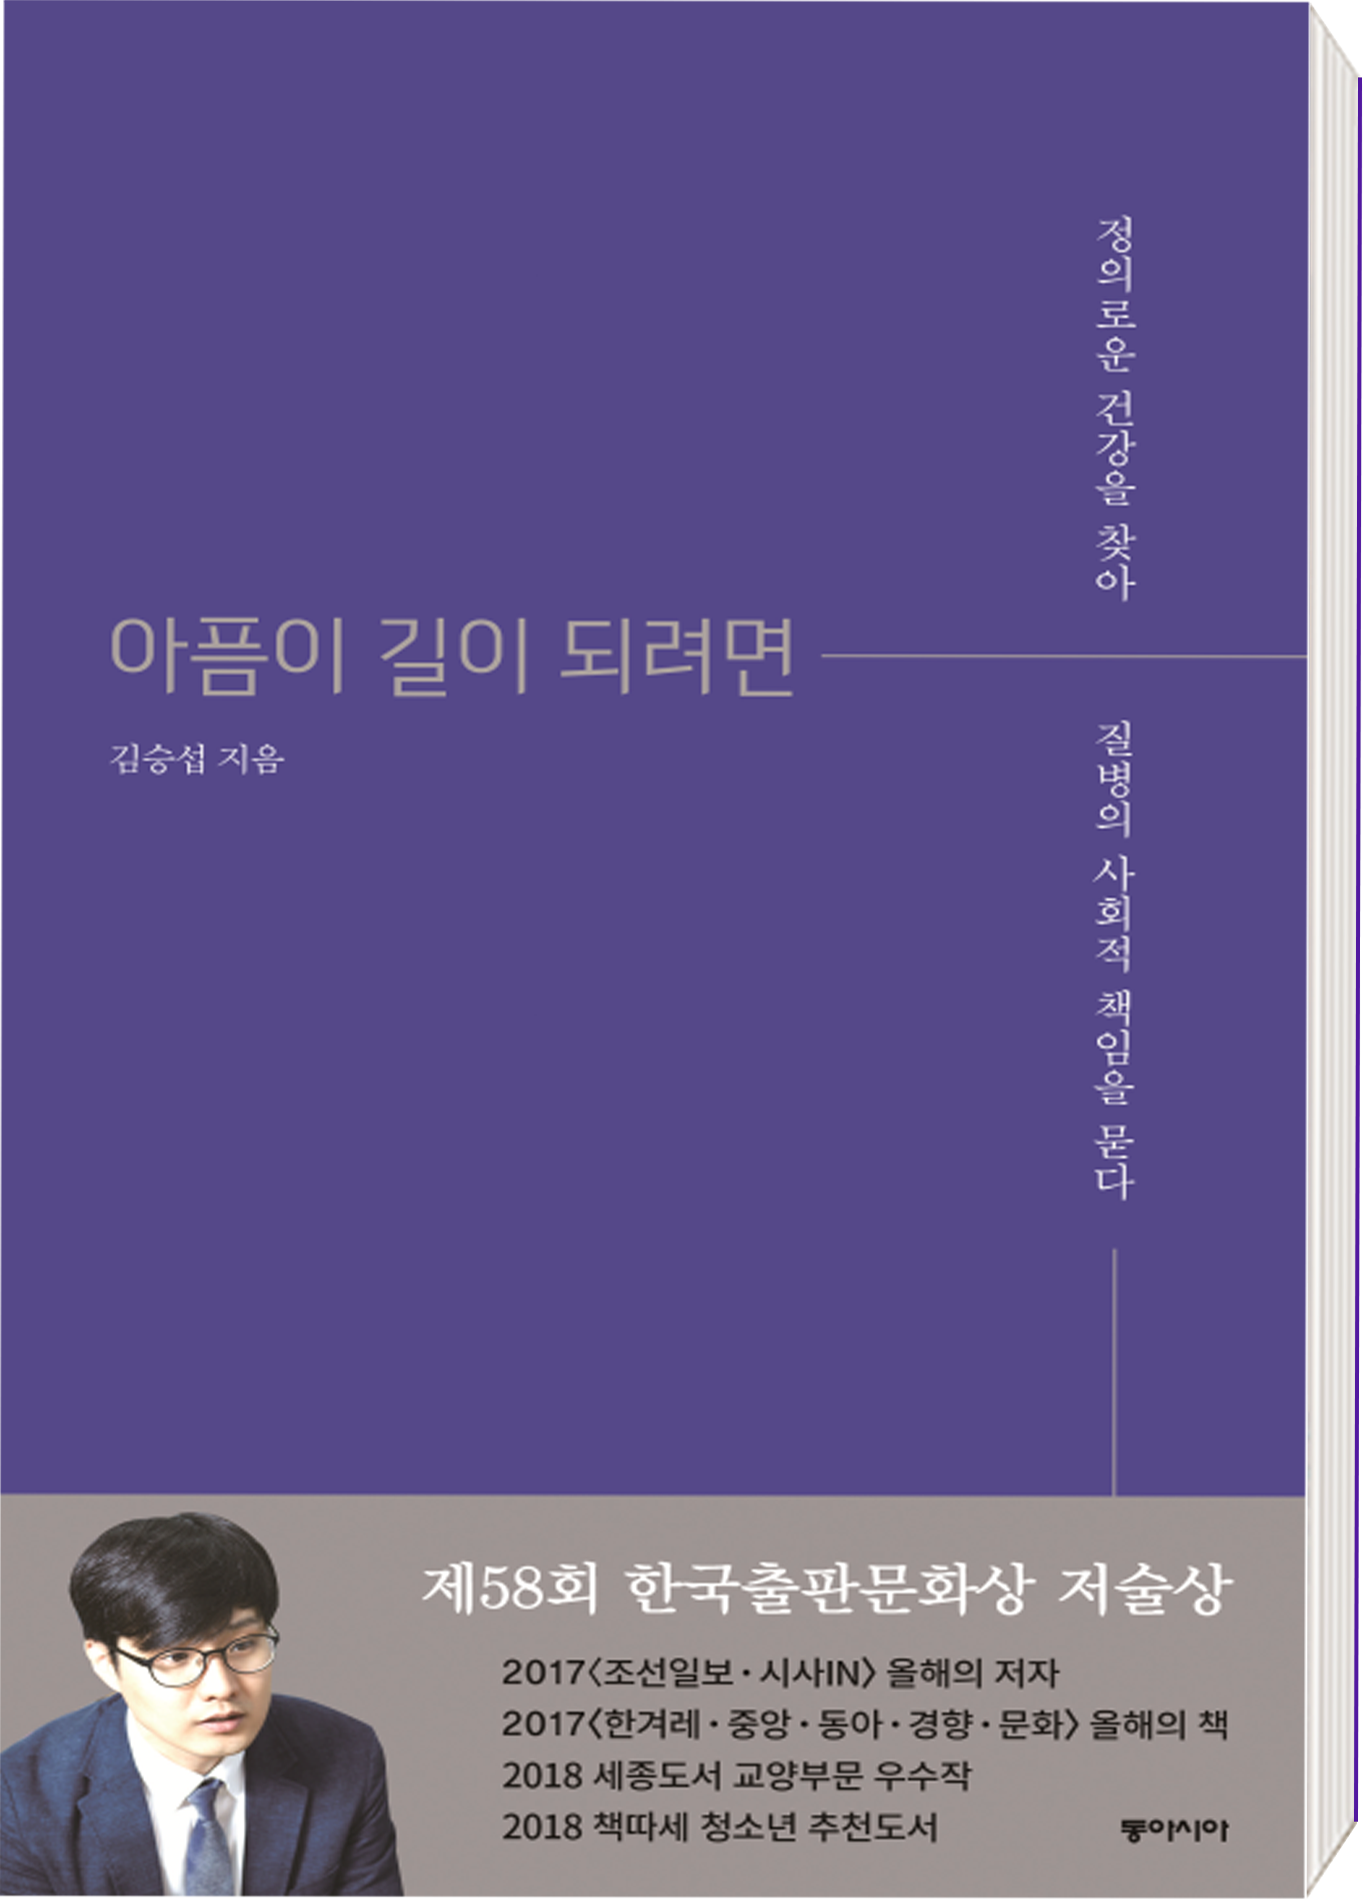 정의로운 건강을 찾아
질병의 사회적 책임을 묻다
아픔이 길이 되려면
김승섭 지음
제58회 한국출판문화상 저술상
2017〈조선일보·시사IN〉 올해의 저자
2017〈한겨레·중앙·동아·경향·문화〉 올해의 책
2018 세종도서 교양부문 우수작
2018 책따세 청소년 추천도서
동아시아